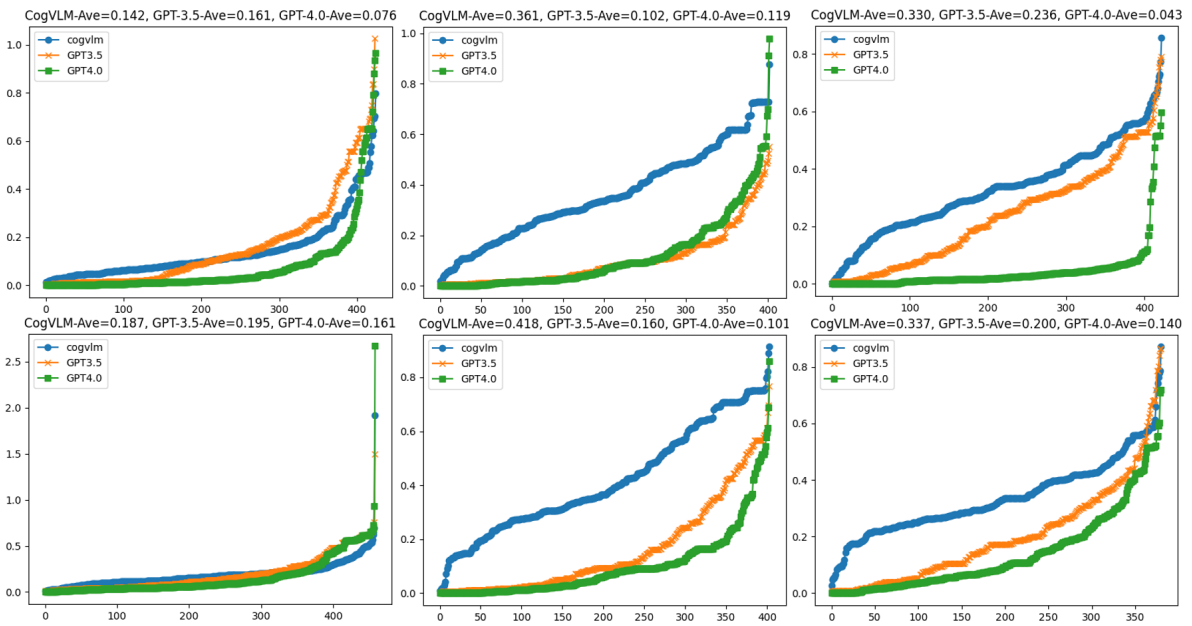 CogVLM-Ave=0.142, GPT-3.5-Ave=0.161, GPT-4.0-Ave=0.076
cogvlm
GPT3.5
GPT4.0
1.0
0.8
0.6
0.4
0.2
0.0
0 100 200 300 400
CogVLM-Ave=0.361, GPT-3.5-Ave=0.102, GPT-4.0-Ave=0.119
cogvlm
GPT3.5
GPT4.0
1.0
0.8
0.6
0.4
0.2
0.0
0 50 100 150 200 250 300 350 400
CogVLM-Ave=0.330, GPT-3.5-Ave=0.236, GPT-4.0-Ave=0.043
cogvlm
GPT3.5
GPT4.0
0.8
0.6
0.4
0.2
0.0
0 100 200 300 400
CogVLM-Ave=0.187, GPT-3.5-Ave=0.195, GPT-4.0-Ave=0.161
cogvlm
GPT3.5
GPT4.0
2.5
2.0
1.5
1.0
0.5
0.0
0 100 200 300 400
CogVLM-Ave=0.418, GPT-3.5-Ave=0.160, GPT-4.0-Ave=0.101
cogvlm
GPT3.5
GPT4.0
0.8
0.6
0.4
0.2
0.0
0 50 100 150 200 250 300 350 400
CogVLM-Ave=0.337, GPT-3.5-Ave=0.200, GPT-4.0-Ave=0.140
cogvlm
GPT3.5
GPT4.0
0.8
0.6
0.4
0.2
0.0
0 50 100 150 200 250 300 350